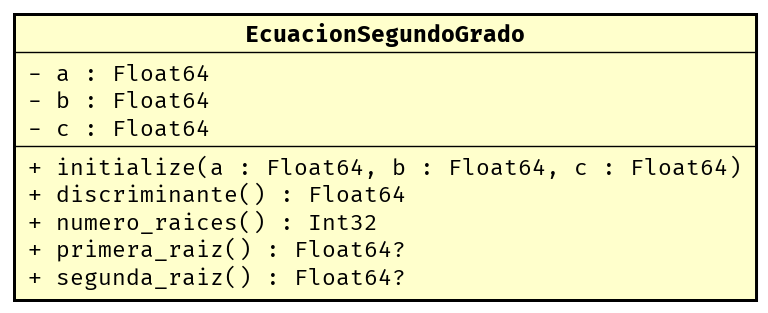 EcuacionSegundoGrado
- a : Float64
- b : Float64
- c : Float64
+ initialize(a : Float64, b : Float64, c : Float64)
+ discriminante() : Float64
+ numero_raices() : Int32
+ primera_raiz() : Float64?
+ segunda_raiz() : Float64?